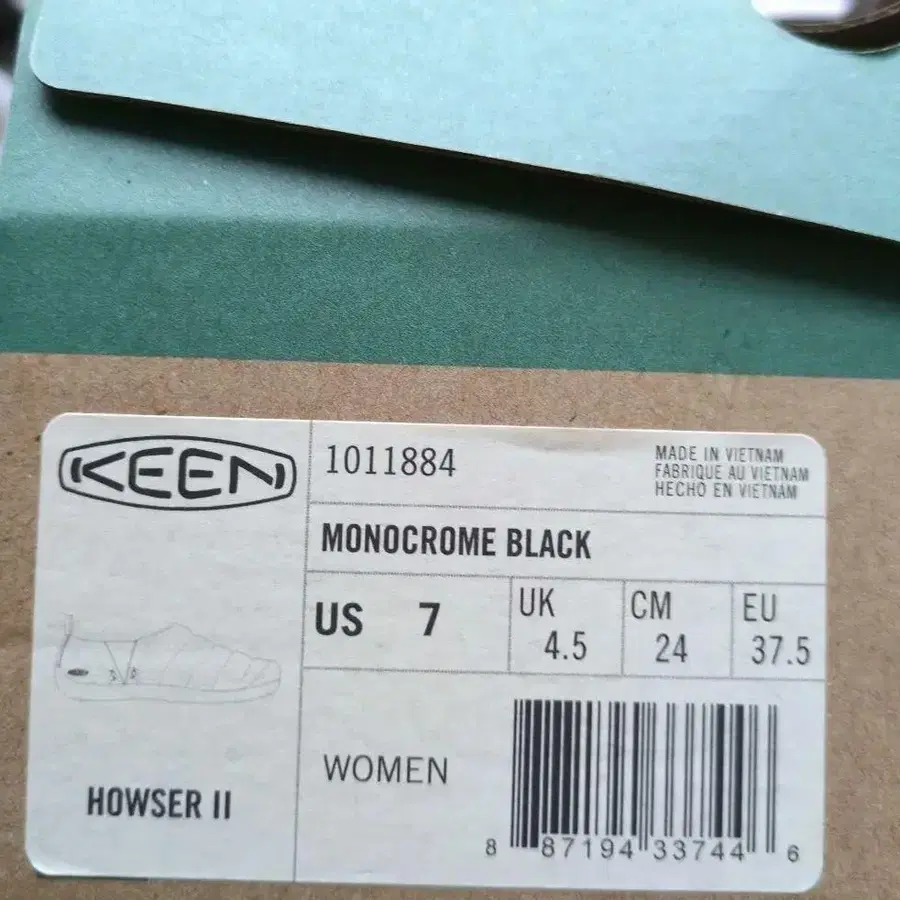 KEEN
1011884
MADE IN VIETNAM
FABRIQUE AU VIETNAM
HECHO EN VIETNAM
MONOCROME BLACK
US 7
UK 4.5
CM 24
EU 37.5
HOWSER II
WOMEN
8 87194 33744 6